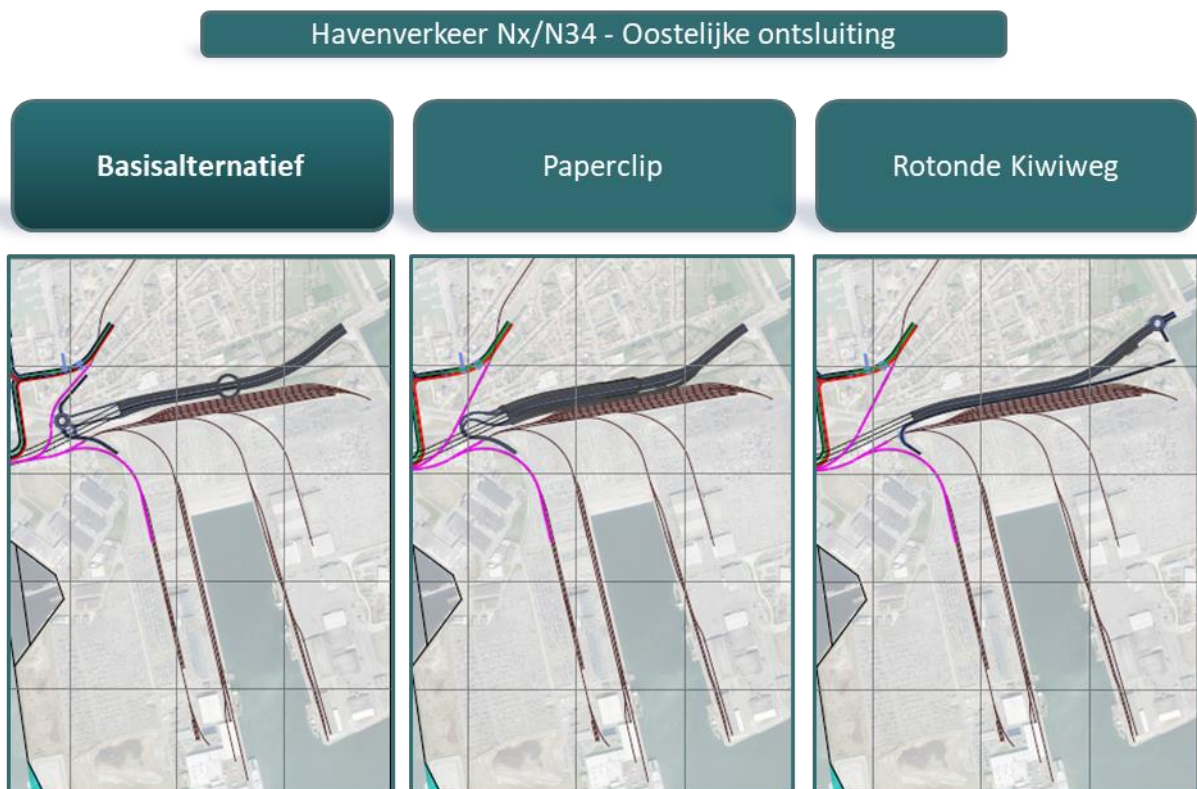 Havenverkeer Nx/N34 - Oostelijke ontsluiting
Basisalternatief
Paperclip
Rotonde Kiwiweg